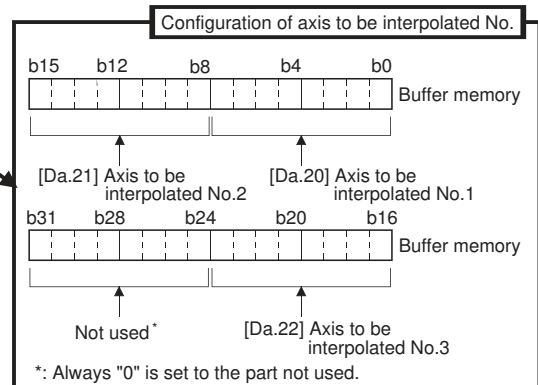 Configuration of axis to be interpolated No.
b15 b12 b8 b4 b0
Buffer memory
[Da.21] Axis to be interpolated No.2
[Da.20] Axis to be interpolated No.1
b31 b28 b24 b20 b16
Buffer memory
Not used*
[Da.22] Axis to be interpolated No.3
*: Always "0" is set to the part not used.